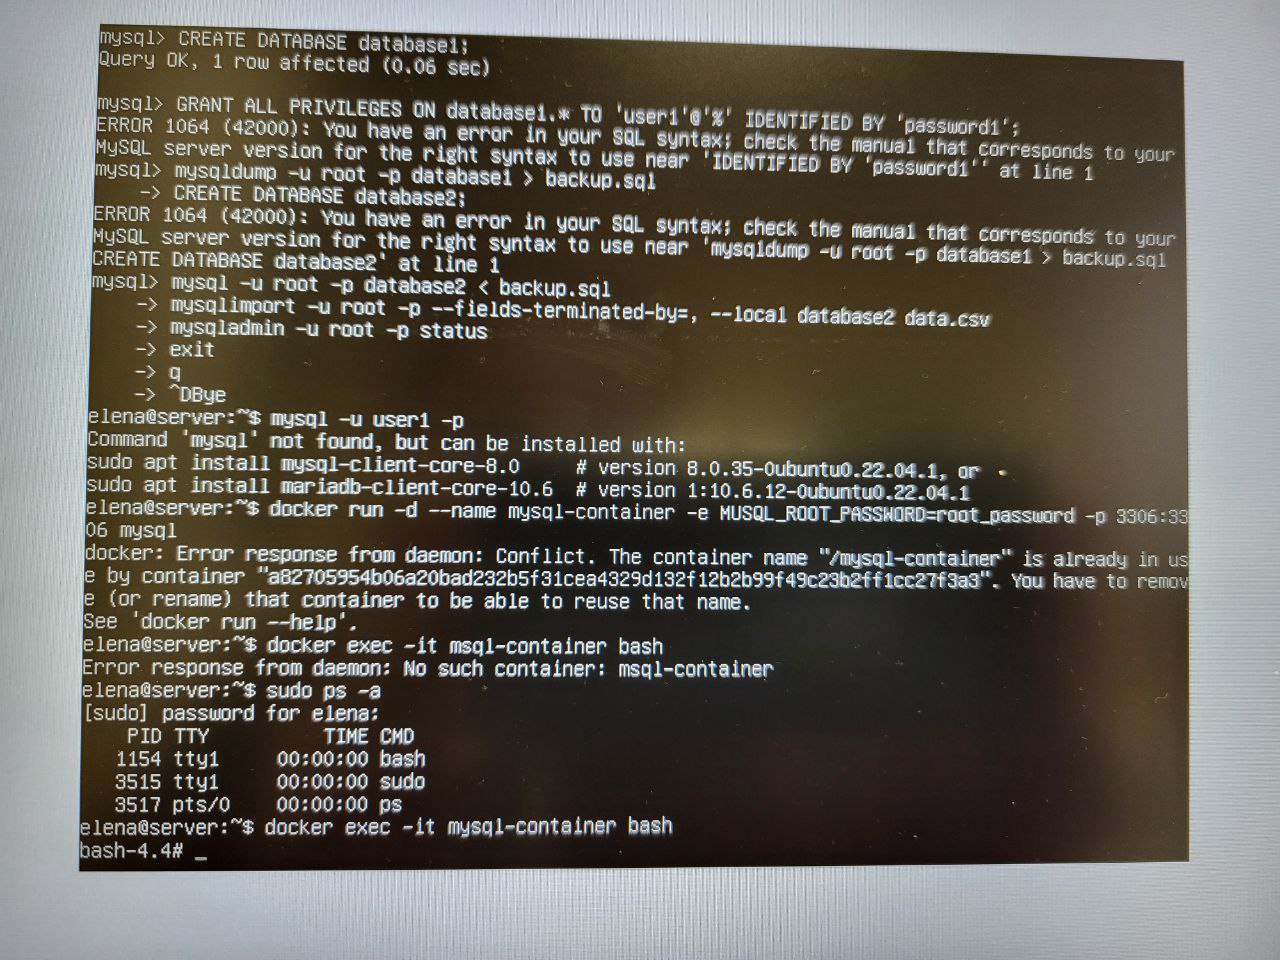 mysql> CREATE DATABASE database1;
Query OK, 1 row affected (0.06 sec)
mysql> GRANT ALL PRIVILEGES ON database1.* TO 'user1'@'%' IDENTIFIED BY 'password1';
ERROR 1064 (42000): You have an error in your SQL syntax; check the manual that corresponds to your
MySQL server version for the right syntax to use near 'IDENTIFIED BY 'password1'' at line 1
mysql> mysqldump -u root -p database1 > backup.sql
-> CREATE DATABASE database2;
ERROR 1064 (42000): You have an error in your SQL syntax; check the manual that corresponds to your
MySQL server version for the right syntax to use near 'mysqldump -u root -p database1 > backup.sql
CREATE DATABASE database2' at line 1
mysql> mysql -u root -p database2 < backup.sql
-> mysqlimport -u root -p --fields-terminated-by=, --local database2 data.csv
-> mysqladmin -u root -p status
-> exit
-> q
-> ^DBye
elena@server:~$ mysql -u user1 -p
Command 'mysql' not found, but can be installed with:
sudo apt install mysql-client-core-8.0     # version 8.0.35-0ubuntu0.22.04.1, or
sudo apt install mariadb-client-core-10.6  # version 1:10.6.12-0ubuntu0.22.04.1
elena@server:~$ docker run -d --name mysql-container -e MUSQL_ROOT_PASSWORD=root_password -p 3306:33
06 mysql
docker: Error response from daemon: Conflict. The container name "/mysql-container" is already in us
e by container "a82705954b06a20bad232b5f31cea4329d132f12b2b99f49c23b2ff1cc27f3a3". You have to remov
e (or rename) that container to be able to reuse that name.
See 'docker run --help'.
elena@server:~$ docker exec -it msql-container bash
Error response from daemon: No such container: msql-container
elena@server:~$ sudo ps -a
[sudo] password for elena:
PID TTY          TIME CMD
1154 tty1     00:00:00 bash
3515 tty1     00:00:00 sudo
3517 pts/0    00:00:00 ps
elena@server:~$ docker exec -it mysql-container bash
bash-4.4# _